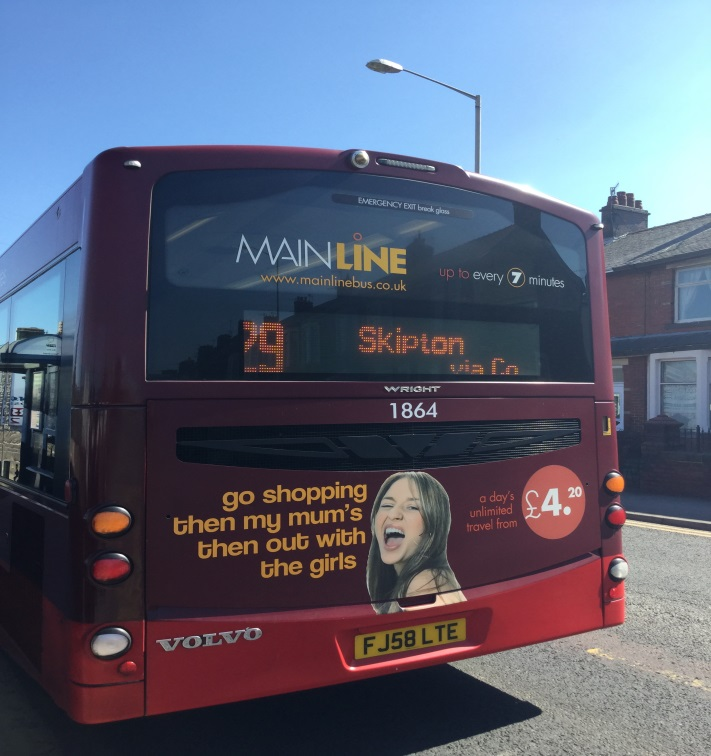 EMERGENCY EXIT break glass
MAINLINE
www.mainlinebus.co.uk
up to every 7 minutes
29 Skipton
via Co
WRIGHT
1864
go shopping
then my mum's
then out with
the girls
a day's
unlimited
travel from
£4.20
VOLVO
FJ58 LTE